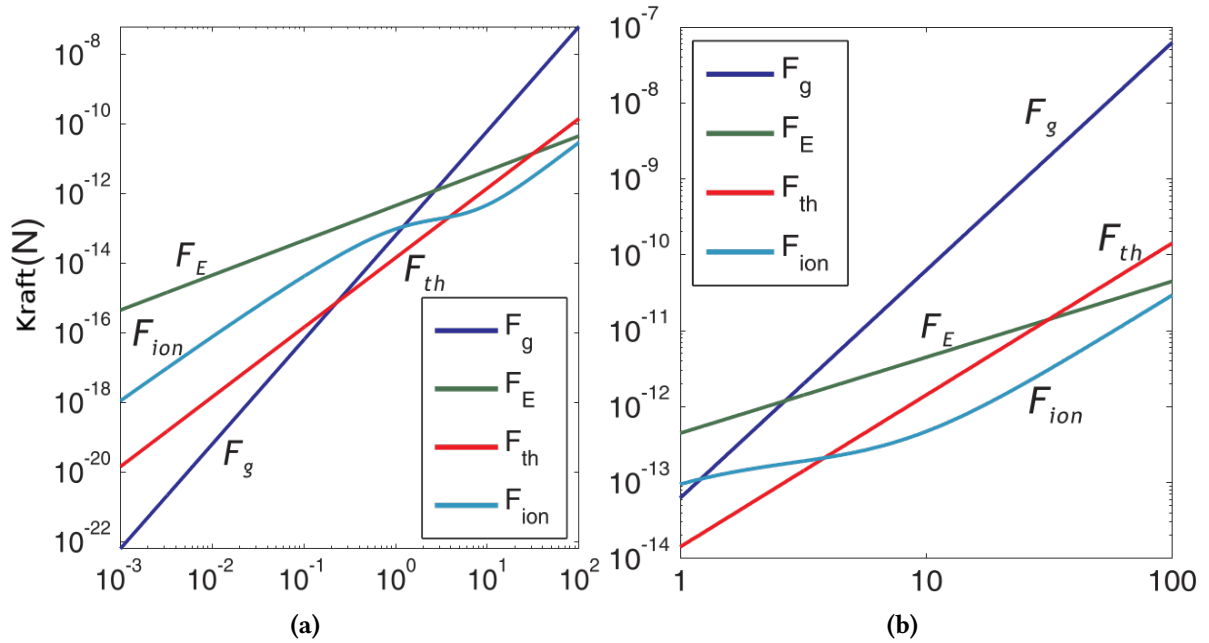 Kraft(N)
10^-8
10^-10
10^-12
10^-14
10^-16
10^-18
10^-20
10^-22
10^-3 10^-2 10^-1 10^0 10^1 10^2
F_E
F_ion
F_th
F_g
F_g
F_E
F_th
F_ion
(a)
10^-7
10^-8
10^-9
10^-10
10^-11
10^-12
10^-13
10^-14
1 10 100
F_g
F_E
F_th
F_ion
F_g
F_th
F_E
F_ion
(b)